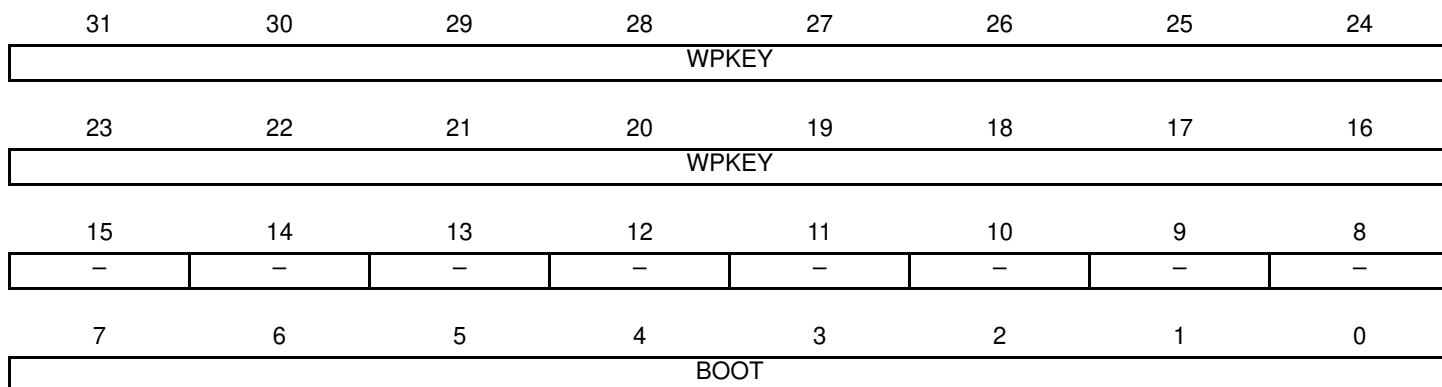 31 30 29 28 27 26 25 24
WPKEY
23 22 21 20 19 18 17 16
WPKEY
15 14 13 12 11 10 9 8
– – – – – – – –
7 6 5 4 3 2 1 0
BOOT